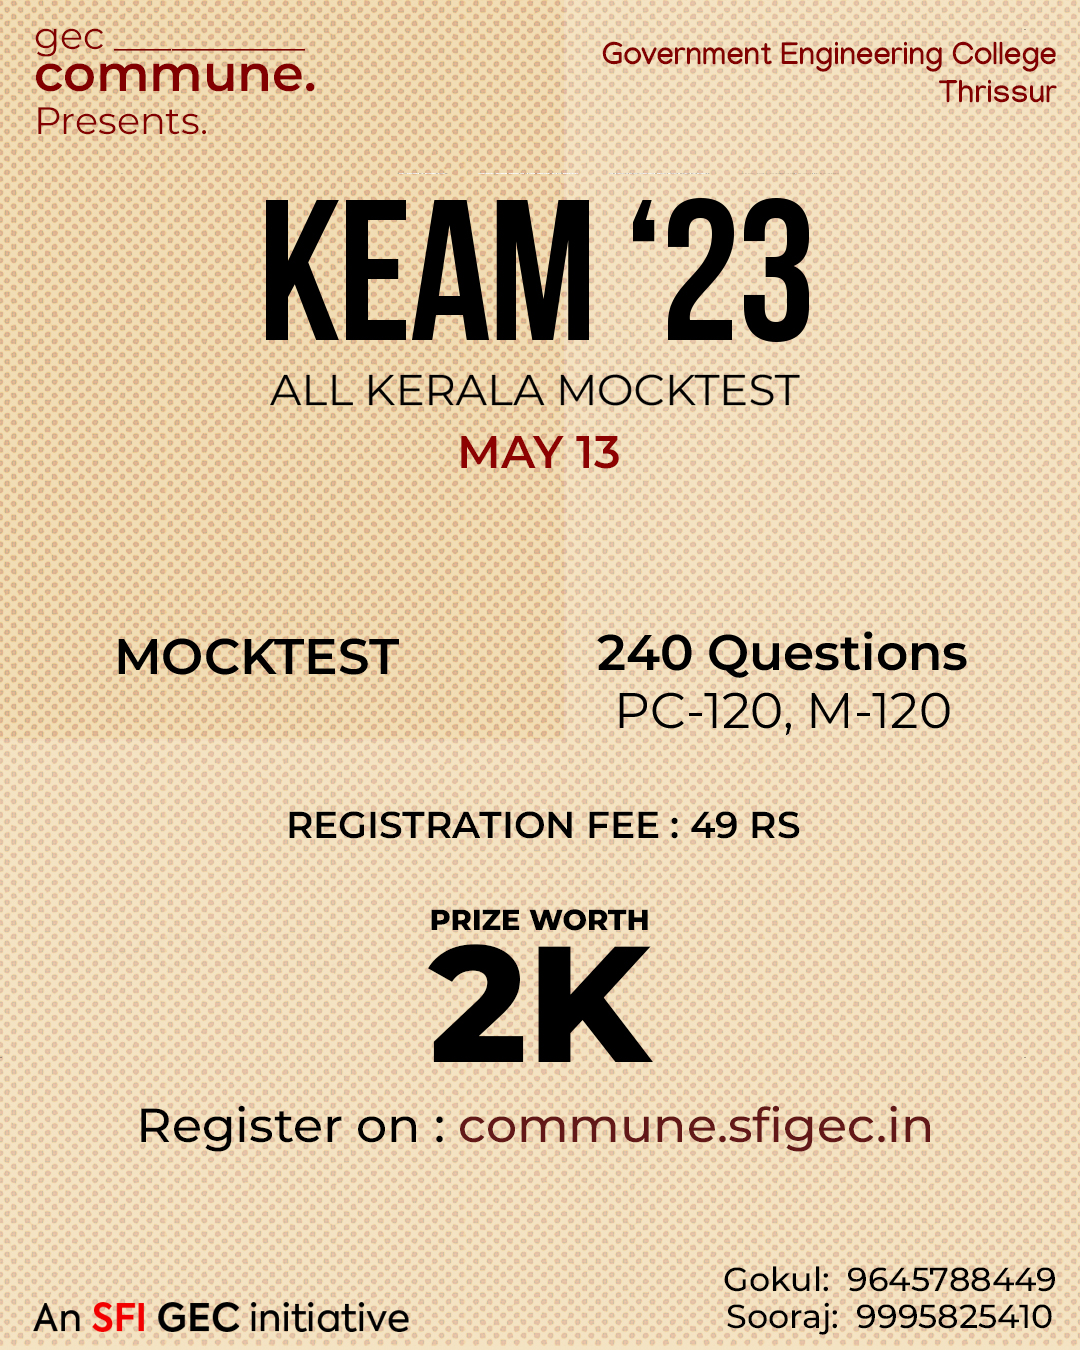 gec ___________
commune.
Presents.
Government Engineering College
Thrissur
KEAM ‘23
ALL KERALA MOCKTEST
MAY 13
MOCKTEST
240 Questions
PC-120, M-120
REGISTRATION FEE : 49 RS
PRIZE WORTH
2K
Register on : commune.sfigec.in
An SFI GEC initiative
Gokul: 9645788449
Sooraj: 9995825410